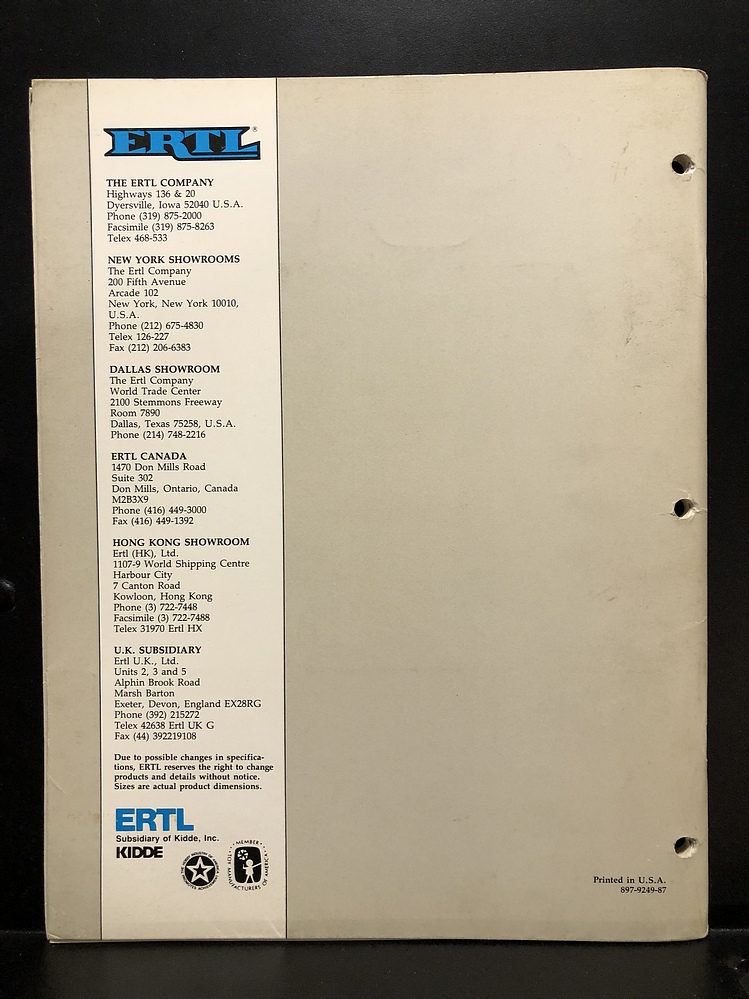 ERTL®
THE ERTL COMPANY
Highways 136 & 20
Dyersville, Iowa 52040 U.S.A.
Phone (319) 875-2000
Facsimile (319) 875-8263
Telex 468-533
NEW YORK SHOWROOMS
The Ertl Company
200 Fifth Avenue
Arcade 102
New York, New York 10010,
U.S.A.
Phone (212) 675-4830
Telex 126-227
Fax (212) 206-6383
DALLAS SHOWROOM
The Ertl Company
World Trade Center
2100 Stemmons Freeway
Room 7890
Dallas, Texas 75258, U.S.A.
Phone (214) 748-2216
ERTL CANADA
1470 Don Mills Road
Suite 302
Don Mills, Ontario, Canada
M2B3X9
Phone (416) 449-3000
Fax (416) 449-1392
HONG KONG SHOWROOM
Ertl (HK), Ltd.
1107-9 World Shipping Centre
Harbour City
7 Canton Road
Kowloon, Hong Kong
Phone (3) 722-7448
Facsimile (3) 722-7488
Telex 31970 Ertl HX
U.K. SUBSIDIARY
Ertl U.K., Ltd.
Units 2, 3 and 5
Alphin Brook Road
Marsh Barton
Exeter, Devon, England EX28RG
Phone (392) 215272
Telex 42638 Ertl UK G
Fax (44) 392219108
Due to possible changes in specifica-
tions, ERTL reserves the right to change
products and details without notice.
Sizes are actual product dimensions.
ERTL
Subsidiary of Kidde, Inc.
KIDDE
MEMBER
TOY MANUFACTURERS OF AMERICA
Printed in U.S.A.
897-9249-87